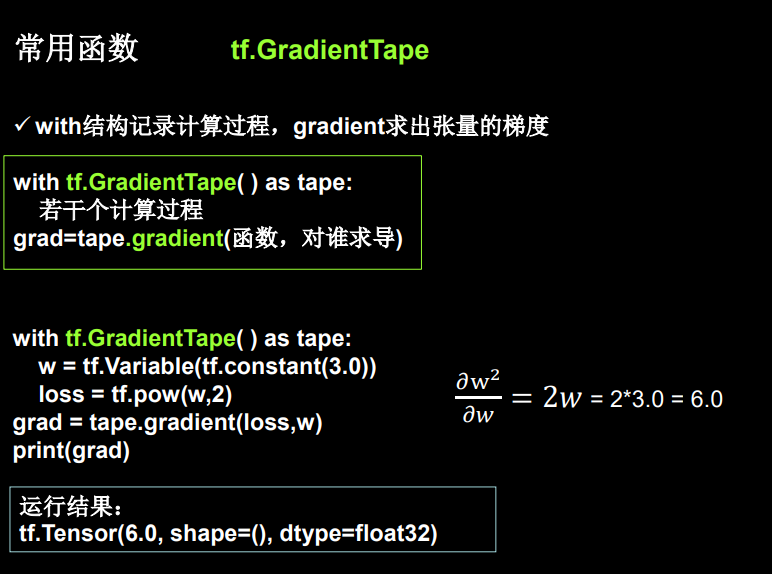 常用函数 tf.GradientTape
✓with结构记录计算过程，gradient求出张量的梯度
with tf.GradientTape( ) as tape:
若干个计算过程
grad=tape.gradient(函数，对谁求导)
with tf.GradientTape( ) as tape:
w = tf.Variable(tf.constant(3.0))
loss = tf.pow(w,2)
grad = tape.gradient(loss,w)
print(grad)
∂w²/∂w = 2w = 2*3.0 = 6.0
运行结果：
tf.Tensor(6.0, shape=(), dtype=float32)